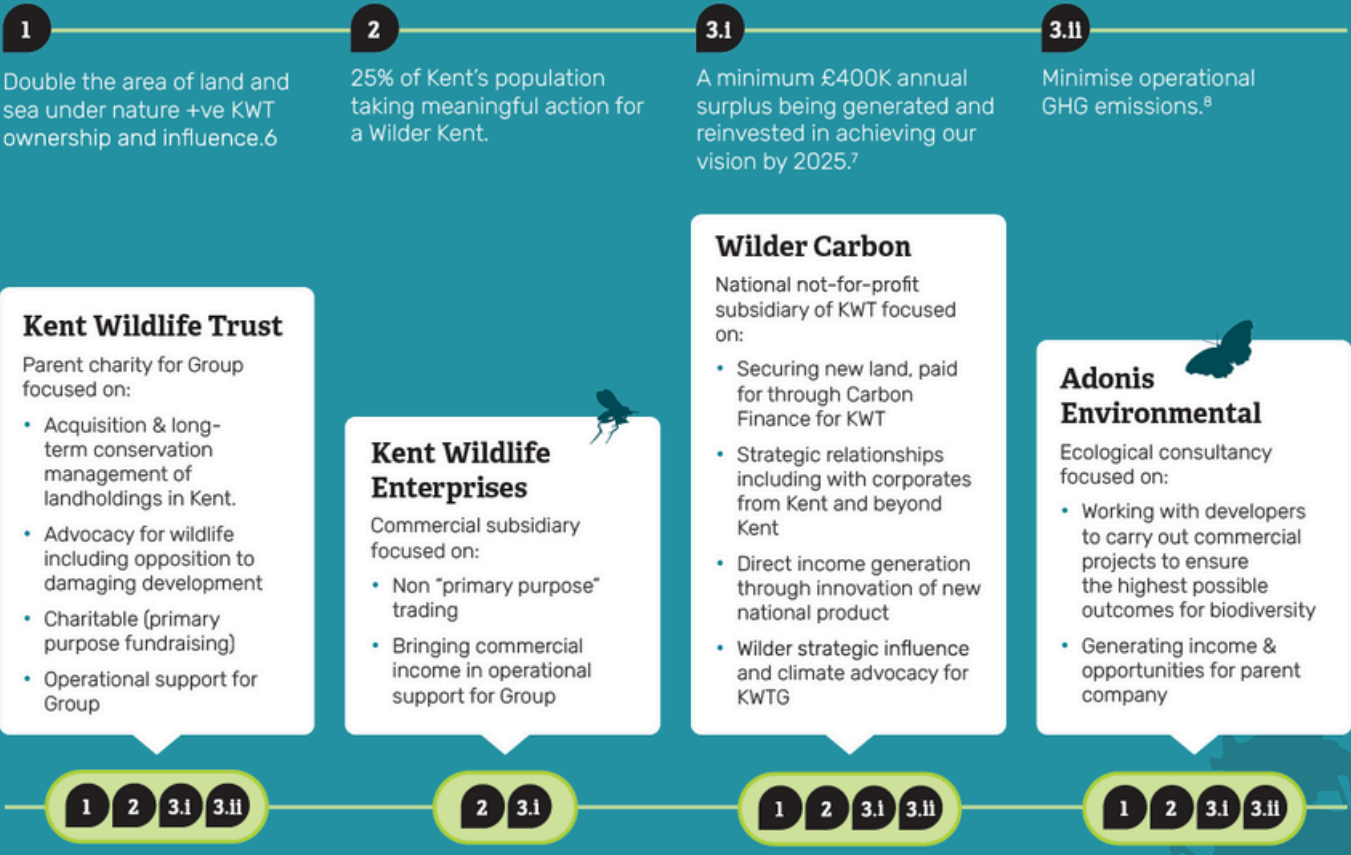 1
Double the area of land and
sea under nature +ve KWT
ownership and influence.6
2
25% of Kent's population
taking meaningful action for
a Wilder Kent.
3.i
A minimum £400K annual
surplus being generated and
reinvested in achieving our
vision by 2025.⁷
3.ii
Minimise operational
GHG emissions.⁸
Kent Wildlife Trust
Parent charity for Group
focused on:
• Acquisition & long-
term conservation
management of
landholdings in Kent.
• Advocacy for wildlife
including opposition to
damaging development
• Charitable (primary
purpose fundraising)
• Operational support for
Group
1 2 3.i 3.ii
Kent Wildlife
Enterprises
Commercial subsidiary
focused on:
• Non "primary purpose"
trading
• Bringing commercial
income in operational
support for Group
2 3.i
Wilder Carbon
National not-for-profit
subsidiary of KWT focused
on:
• Securing new land, paid
for through Carbon
Finance for KWT
• Strategic relationships
including with corporates
from Kent and beyond
Kent
• Direct income generation
through innovation of new
national product
• Wilder strategic influence
and climate advocacy for
KWTG
1 2 3.i 3.ii
Adonis
Environmental
Ecological consultancy
focused on:
• Working with developers
to carry out commercial
projects to ensure
the highest possible
outcomes for biodiversity
• Generating income &
opportunities for parent
company
1 2 3.i 3.ii